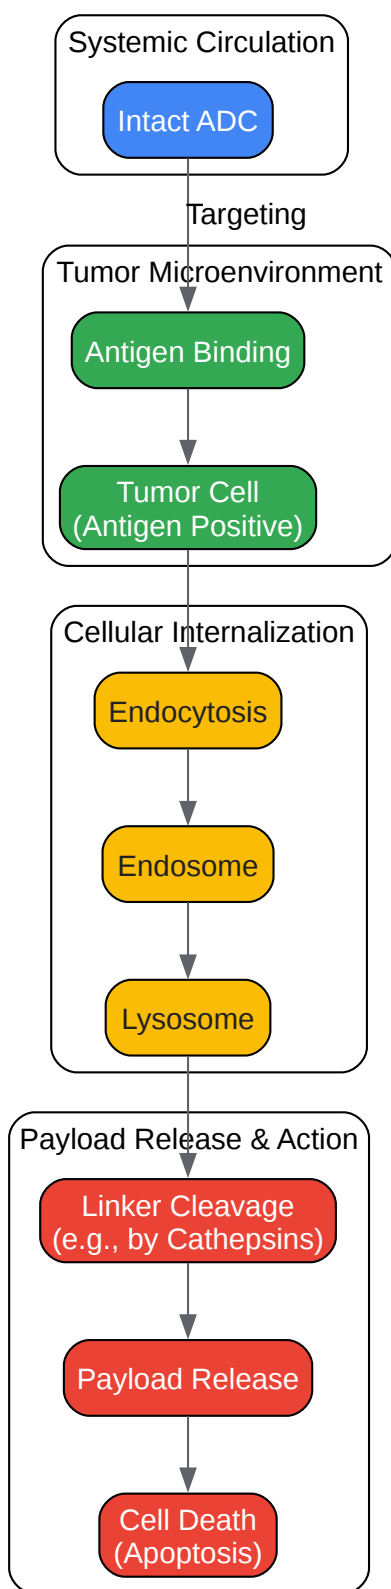 Systemic Circulation
Intact ADC
Targeting
Tumor Microenvironment
Antigen Binding
Tumor Cell
(Antigen Positive)
Cellular Internalization
Endocytosis
Endosome
Lysosome
Payload Release & Action
Linker Cleavage
(e.g., by Cathepsins)
Payload Release
Cell Death
(Apoptosis)